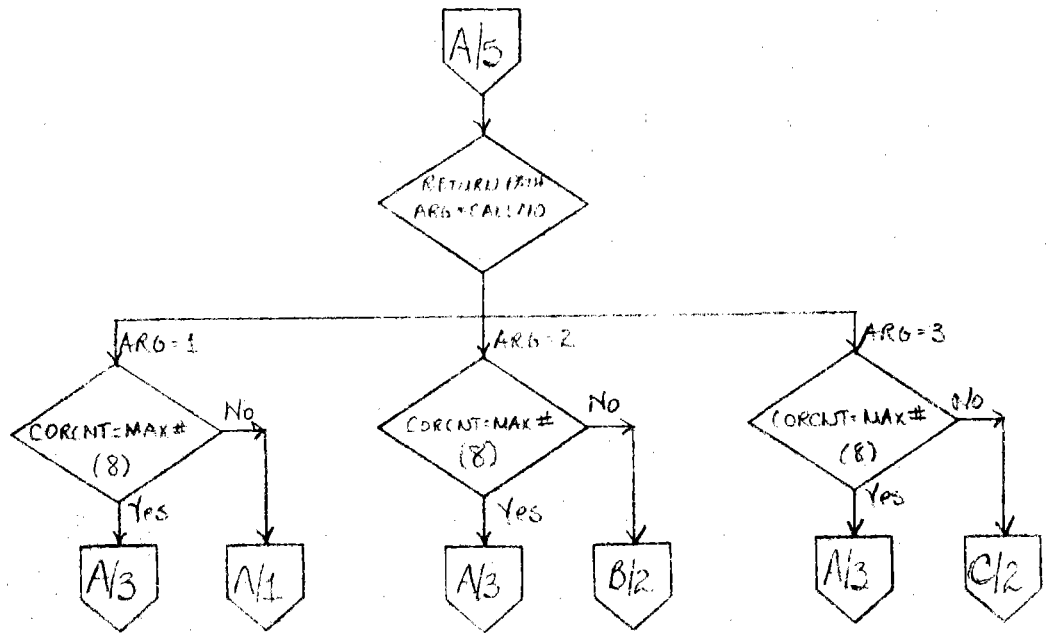 A/5
RETURN PATH
ARG=CALL NO
ARG=1
ARG=2
ARG=3
CORCNT=MAX#
(8)
No
CORCNT=MAX#
(8)
No
CORCNT=MAX#
(8)
No
Yes
Yes
Yes
A/3
A/1
A/3
B/2
A/3
C/2